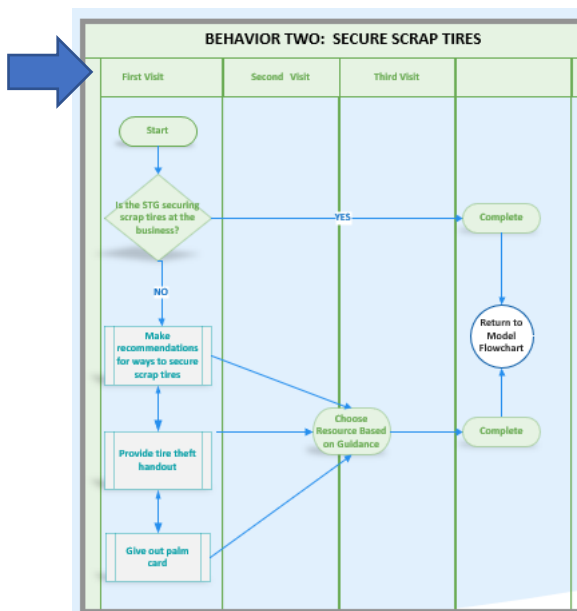 BEHAVIOR TWO: SECURE SCRAP TIRES
First Visit
Second Visit
Third Visit
Start
Is the STG securing
scrap tires at the
business?
YES
Complete
NO
Make
recommendations
for ways to secure
scrap tires
Return to
Model
Flowchart
Choose
Resource Based
on Guidance
Complete
Provide tire theft
handout
Give out palm
card